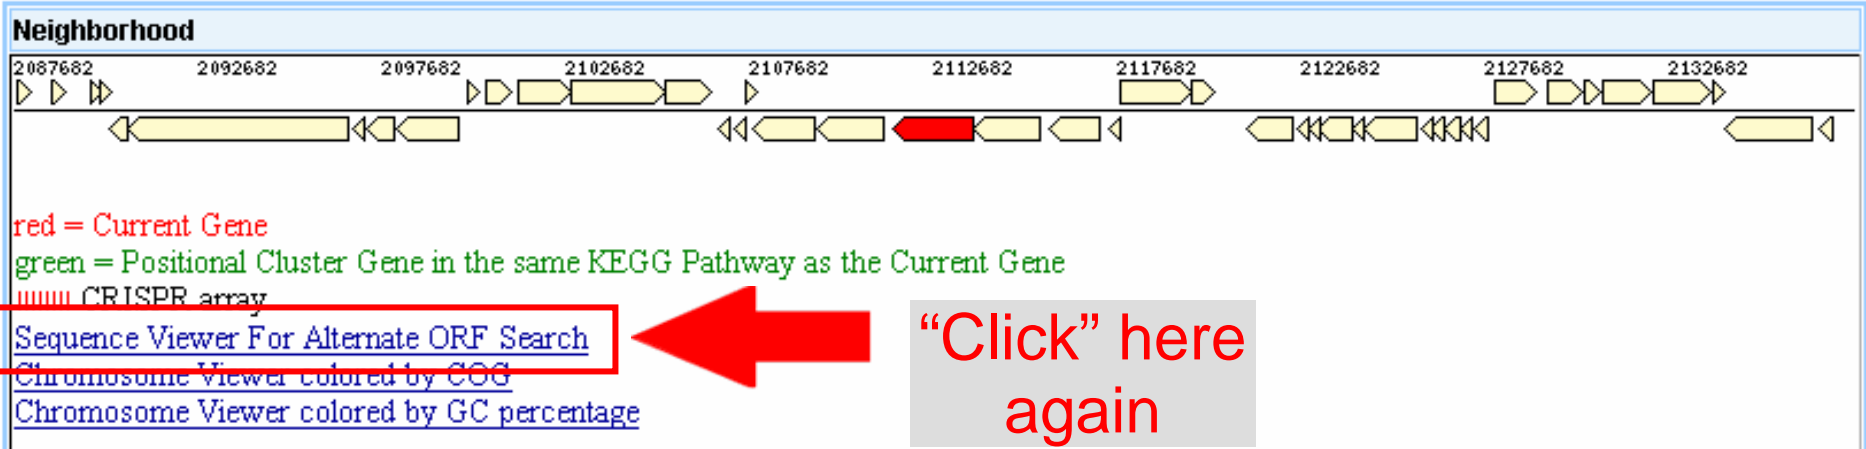 Neighborhood
2087682 2092682 2097682 2102682 2107682 2112682 2117682 2122682 2127682 2132682
red = Current Gene
green = Positional Cluster Gene in the same KEGG Pathway as the Current Gene
CRISPR array
Sequence Viewer For Alternate ORF Search
Chromosome Viewer colored by COG
Chromosome Viewer colored by GC percentage
“Click” here
again